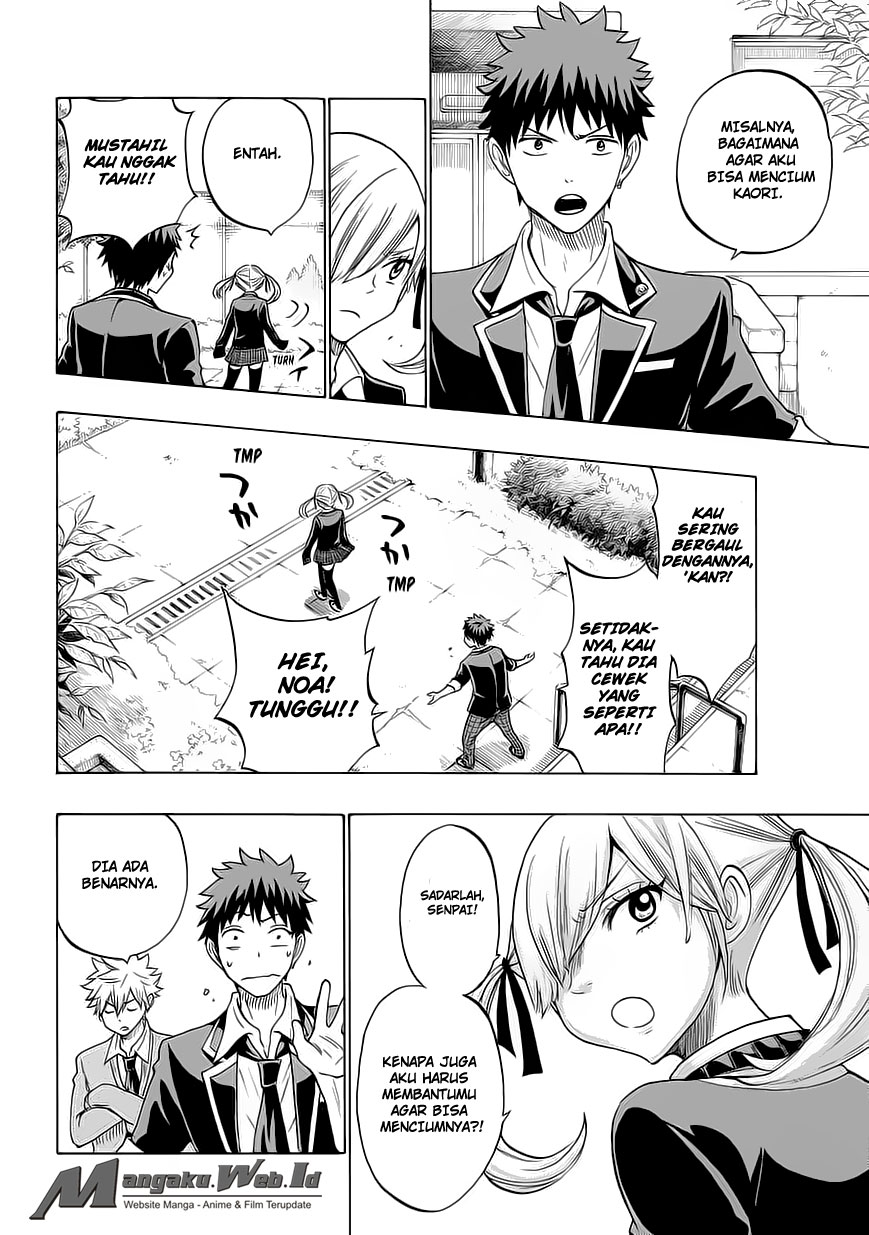 MISALNYA,
BAGAIMANA
AGAR AKU
BISA MENCIUM
KAORI.
ENTAH.
MUSTAHIL
KAU NGGAK
TAHU!!
TURN
KAU
SERING
BERGAUL
DENGANNYA,
'KAN?!
SETIDAK-
NYA, KAU
TAHU DIA
CEWEK
YANG
SEPERTI
APA!!
TMP
つか
TMP
つか
HEI,
NOA!
TUNGGU!!
SADARLAH,
SENPAI!
KENAPA JUGA
AKU HARUS
MEMBANTUMU
AGAR BISA
MENCIUMNYA?!
DIA ADA
BENARNYA.
Mangaku.Web.Id
Website Manga - Anime & Film Terupdate